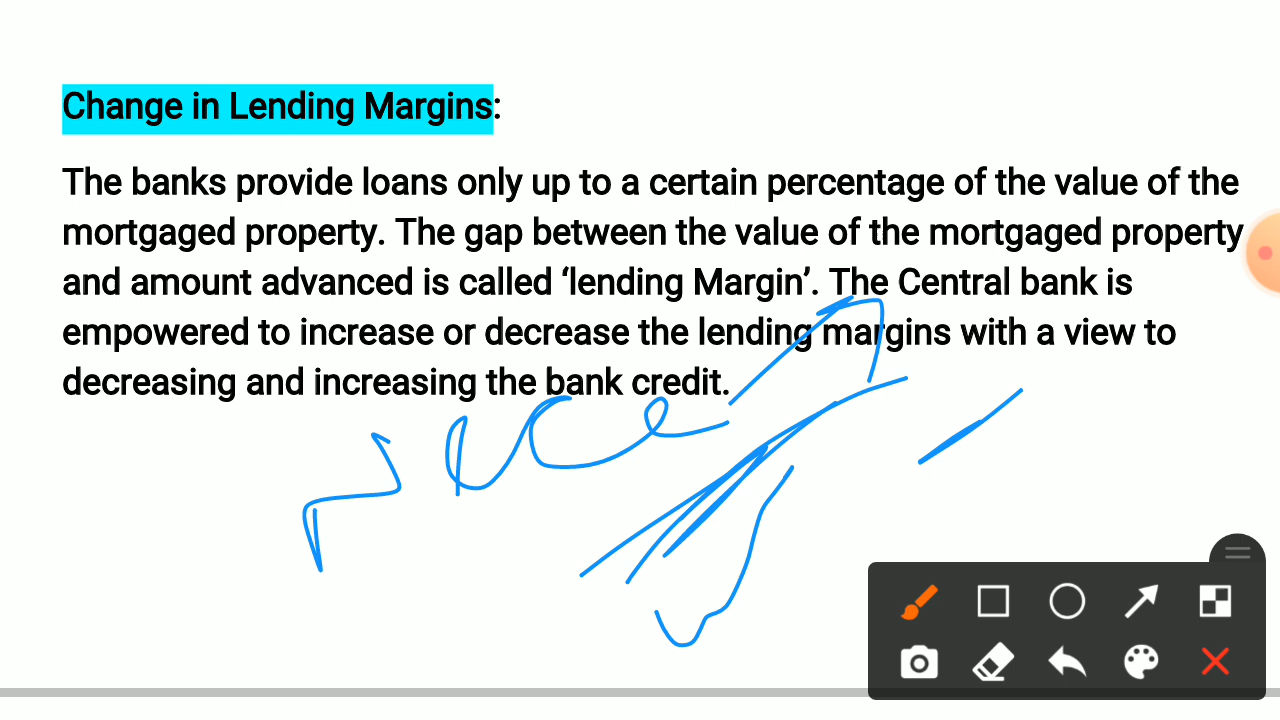 Change in Lending Margins:
The banks provide loans only up to a certain percentage of the value of the
mortgaged property. The gap between the value of the mortgaged property
and amount advanced is called ‘lending Margin’. The Central bank is
empowered to increase or decrease the lending margins with a view to
decreasing and increasing the bank credit.